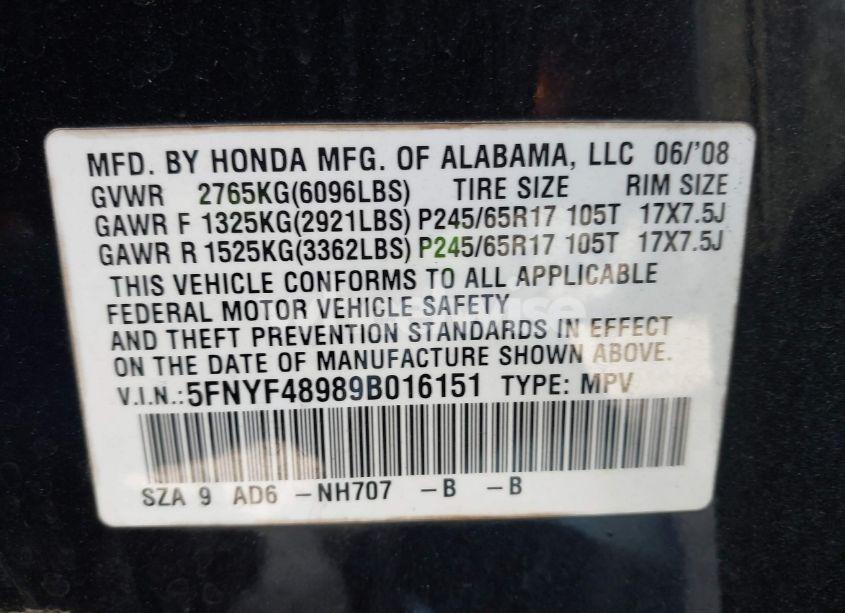 MFD. BY HONDA MFG. OF ALABAMA, LLC 06/'08
GVWR 2765KG(6096LBS) TIRE SIZE RIM SIZE
GAWR F 1325KG(2921LBS) P245/65R17 105T 17X7.5J
GAWR R 1525KG(3362LBS) P245/65R17 105T 17X7.5J
THIS VEHICLE CONFORMS TO ALL APPLICABLE
FEDERAL MOTOR VEHICLE SAFETY
AND THEFT PREVENTION STANDARDS IN EFFECT
ON THE DATE OF MANUFACTURE SHOWN ABOVE.
V.I.N.:5FNYF48989B016151 TYPE: MPV
SZA 9 AD6 -NH707 -B -B